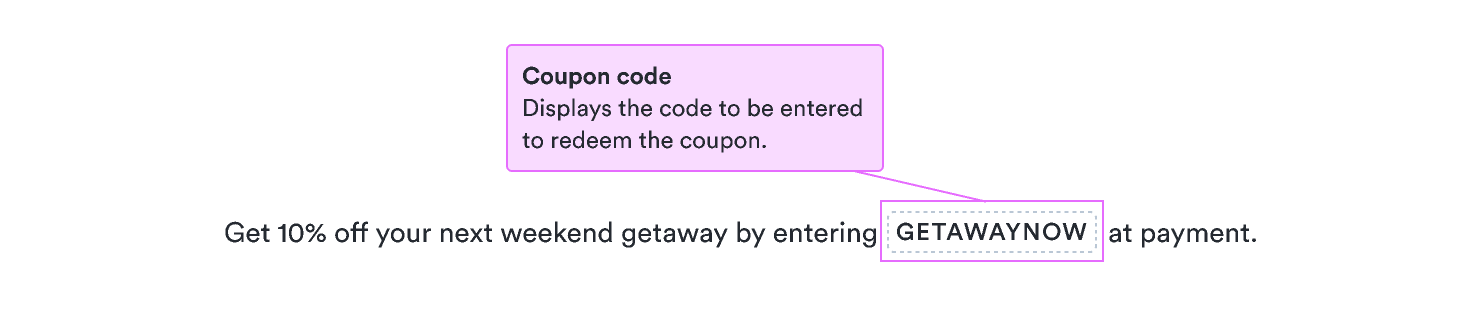 Coupon code
Displays the code to be entered
to redeem the coupon.
Get 10% off your next weekend getaway by entering GETAWAYNOW at payment.